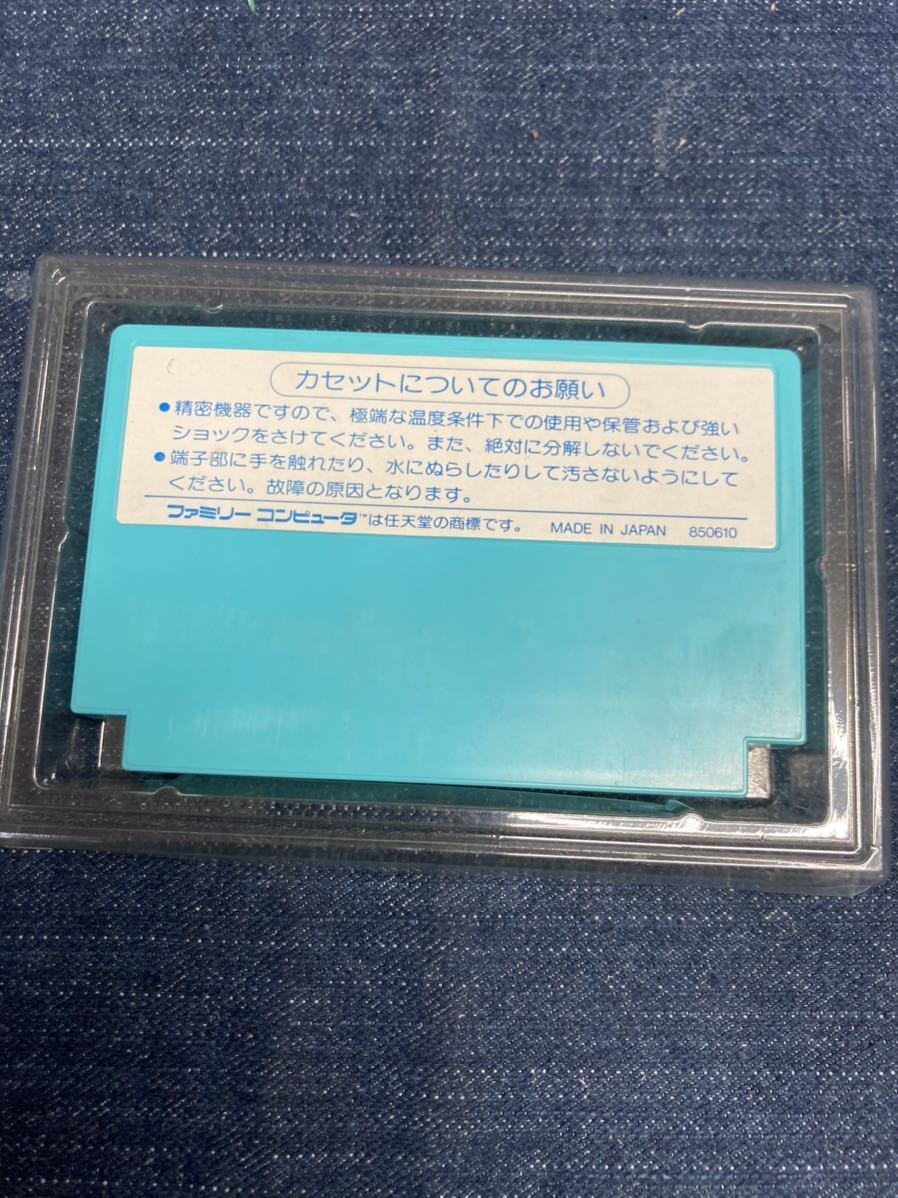 カセットについてのお願い
●精密機器ですので、極端な温度条件下での使用や保管および強い
ショックをさけてください。また、絶対に分解しないでください。
●端子部に手を触れたり、水にぬらしたりして汚さないようにして
ください。故障の原因となります。
ファミリー コンピュータ™は任天堂の商標です。 MADE IN JAPAN 850610